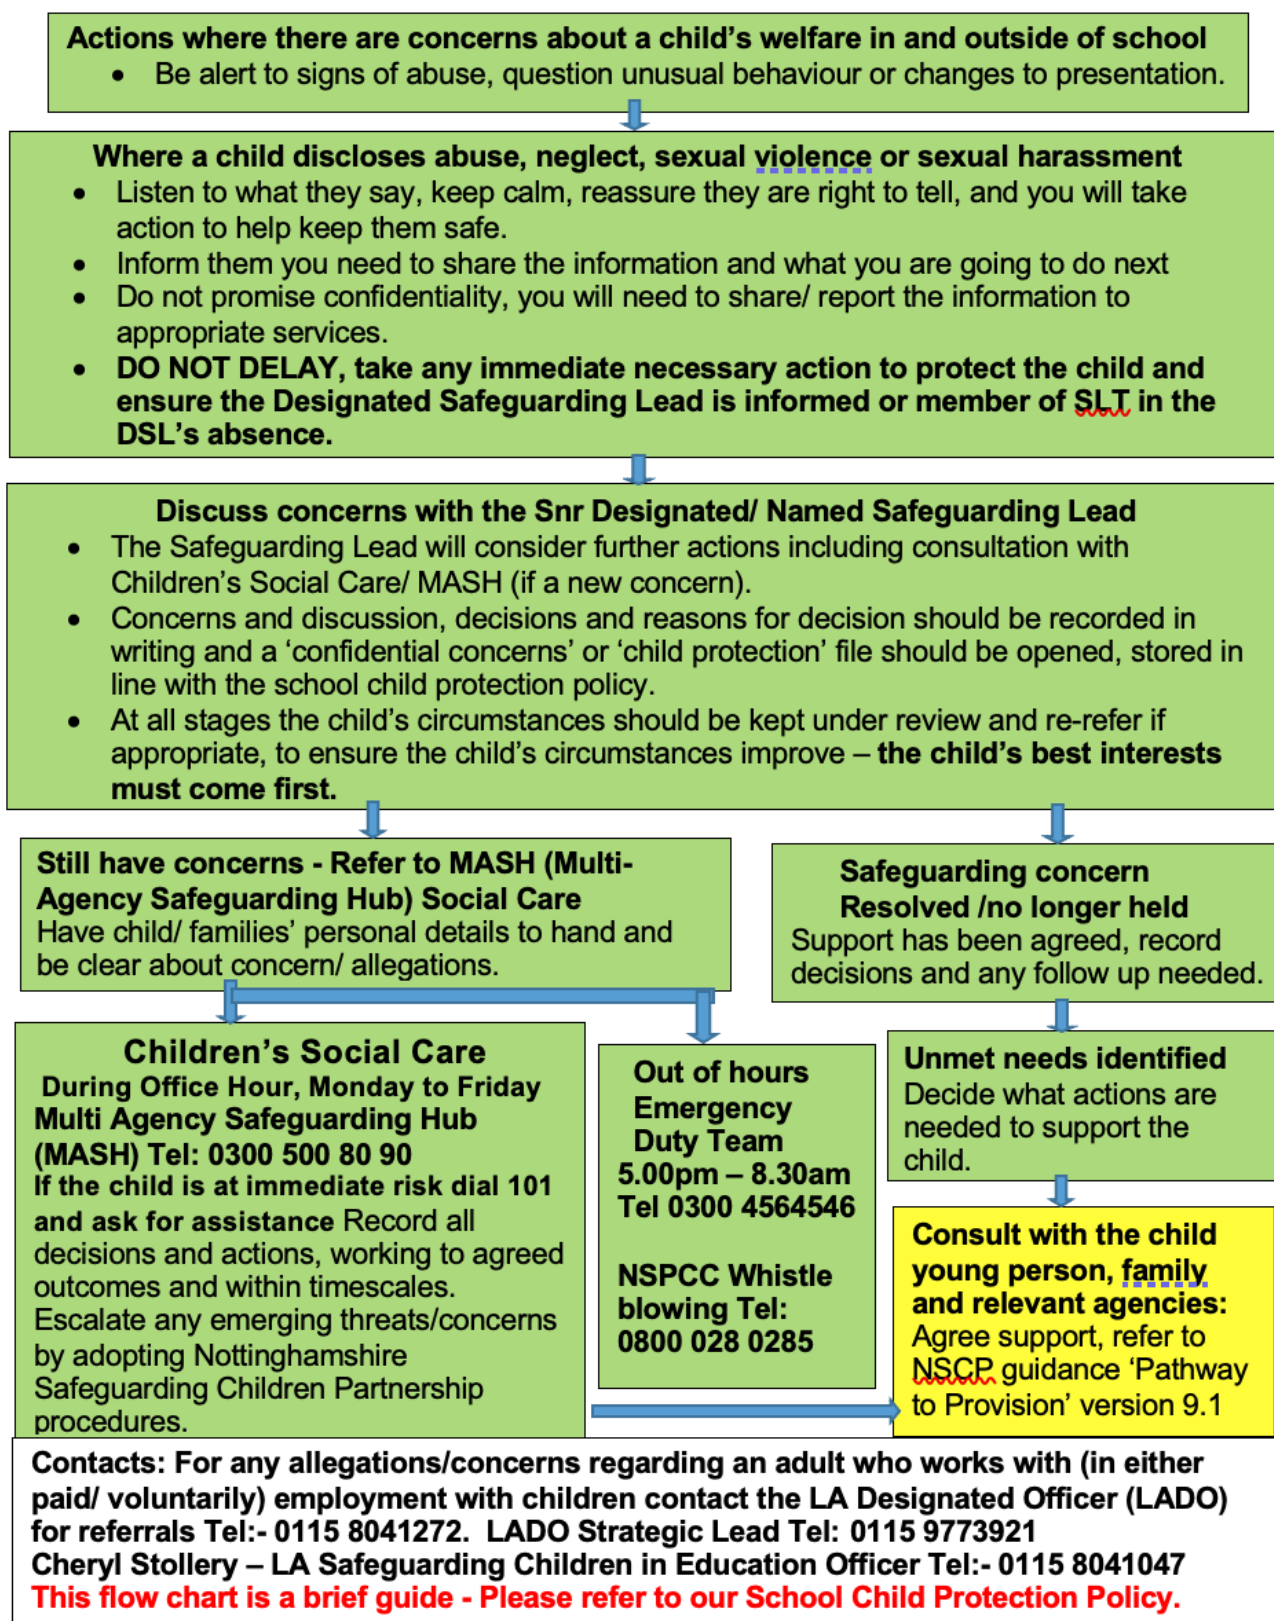 Actions where there are concerns about a child's welfare in and outside of school
• Be alert to signs of abuse, question unusual behaviour or changes to presentation.
Where a child discloses abuse, neglect, sexual violence or sexual harassment
• Listen to what they say, keep calm, reassure they are right to tell, and you will take
action to help keep them safe.
• Inform them you need to share the information and what you are going to do next
• Do not promise confidentiality, you will need to share/ report the information to
appropriate services.
• DO NOT DELAY, take any immediate necessary action to protect the child and
ensure the Designated Safeguarding Lead is informed or member of SLT in the
DSL's absence.
Discuss concerns with the Snr Designated/ Named Safeguarding Lead
• The Safeguarding Lead will consider further actions including consultation with
Children's Social Care/ MASH (if a new concern).
• Concerns and discussion, decisions and reasons for decision should be recorded in
writing and a 'confidential concerns' or 'child protection' file should be opened, stored in
line with the school child protection policy.
• At all stages the child's circumstances should be kept under review and re-refer if
appropriate, to ensure the child's circumstances improve – the child's best interests
must come first.
Still have concerns - Refer to MASH (Multi-
Agency Safeguarding Hub) Social Care
Have child/ families' personal details to hand and
be clear about concern/ allegations.
Safeguarding concern
Resolved /no longer held
Support has been agreed, record
decisions and any follow up needed.
Children's Social Care
During Office Hour, Monday to Friday
Multi Agency Safeguarding Hub
(MASH) Tel: 0300 500 80 90
If the child is at immediate risk dial 101
and ask for assistance Record all
decisions and actions, working to agreed
outcomes and within timescales.
Escalate any emerging threats/concerns
by adopting Nottinghamshire
Safeguarding Children Partnership
procedures.
Out of hours
Emergency
Duty Team
5.00pm – 8.30am
Tel 0300 4564546
NSPCC Whistle
blowing Tel:
0800 028 0285
Unmet needs identified
Decide what actions are
needed to support the
child.
Consult with the child
young person, family
and relevant agencies:
Agree support, refer to
NSCP guidance 'Pathway
to Provision' version 9.1
Contacts: For any allegations/concerns regarding an adult who works with (in either
paid/ voluntarily) employment with children contact the LA Designated Officer (LADO)
for referrals Tel:- 0115 8041272. LADO Strategic Lead Tel: 0115 9773921
Cheryl Stollery – LA Safeguarding Children in Education Officer Tel:- 0115 8041047
This flow chart is a brief guide - Please refer to our School Child Protection Policy.